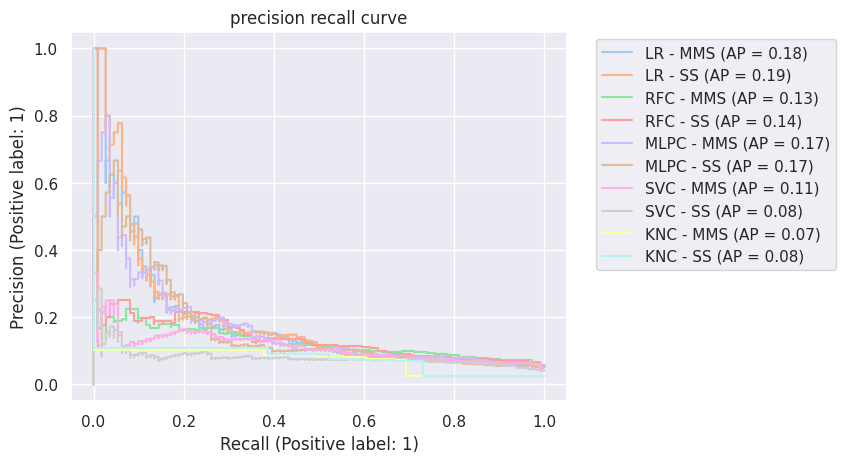 precision recall curve
Precision (Positive label: 1)
1.0
0.8
0.6
0.4
0.2
0.0
0.0 0.2 0.4 0.6 0.8 1.0
Recall (Positive label: 1)
LR - MMS (AP = 0.18)
LR - SS (AP = 0.19)
RFC - MMS (AP = 0.13)
RFC - SS (AP = 0.14)
MLPC - MMS (AP = 0.17)
MLPC - SS (AP = 0.17)
SVC - MMS (AP = 0.11)
SVC - SS (AP = 0.08)
KNC - MMS (AP = 0.07)
KNC - SS (AP = 0.08)